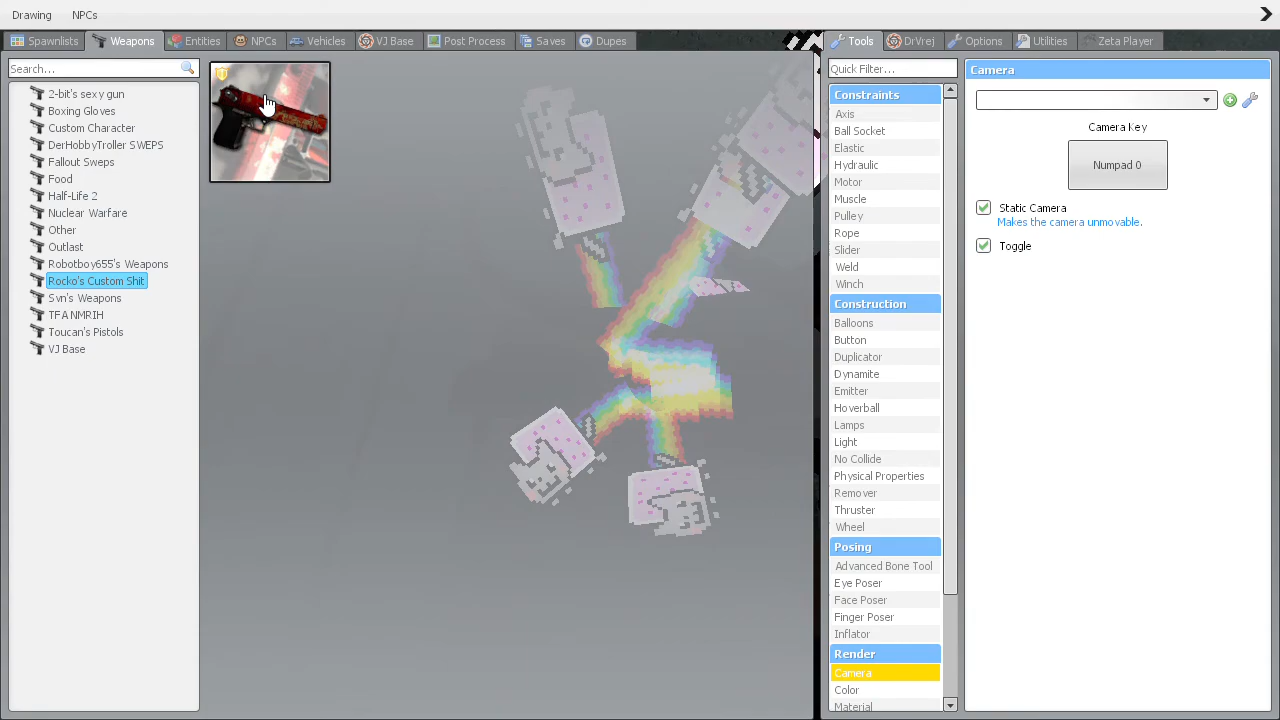 Drawing NPCs
Spawnlists Weapons Entities NPCs Vehicles VJ Base Post Process Saves Dupes
Search...
2-bit's sexy gun
Boxing Gloves
Custom Character
DerHobbyTroller SWEPS
Fallout Sweps
Food
Half-Life 2
Nuclear Warfare
Other
Outlast
Robotboy655's Weapons
Rocko's Custom Shit
Svn's Weapons
TFA NMRIH
Toucan's Pistols
VJ Base
Tools DrVrej Options Utilities Zeta Player
Quick Filter...
Constraints
Axis
Ball Socket
Elastic
Hydraulic
Motor
Muscle
Pulley
Rope
Slider
Weld
Winch
Construction
Balloons
Button
Duplicator
Dynamite
Emitter
Hoverball
Lamps
Light
No Collide
Physical Properties
Remover
Thruster
Wheel
Posing
Advanced Bone Tool
Eye Poser
Face Poser
Finger Poser
Inflator
Render
Camera
Color
Material
Camera
Camera Key
Numpad 0
Static Camera
Makes the camera unmovable.
Toggle